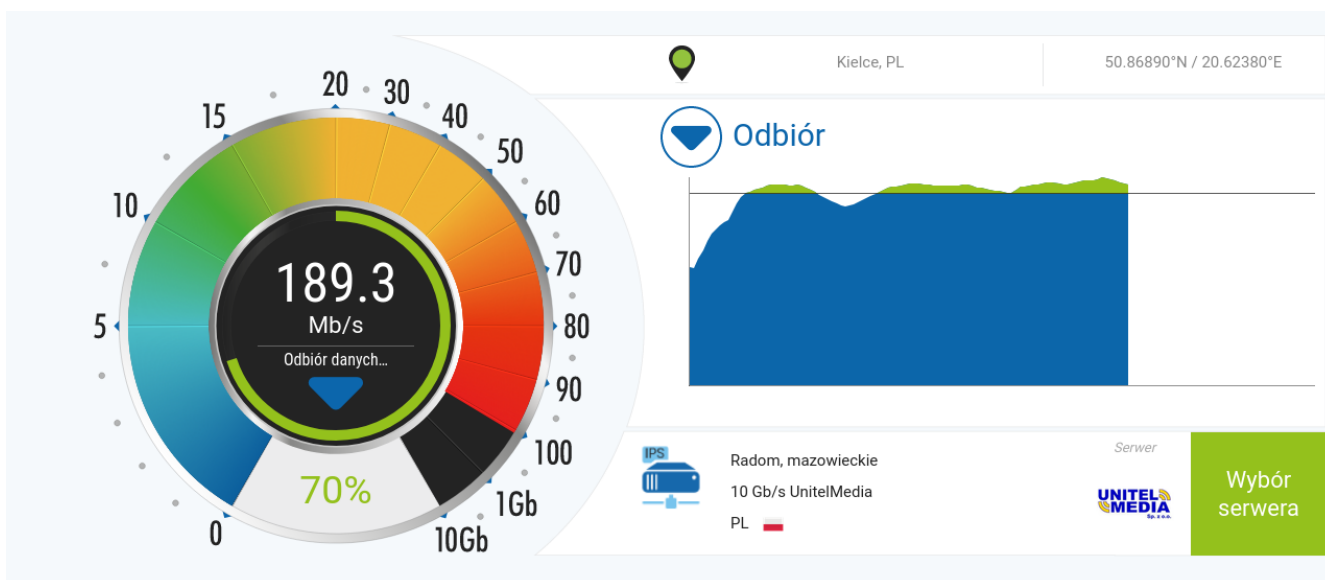 0
5
10
15
20
30
40
50
60
70
80
90
100
1Gb
10Gb
189.3
Mb/s
Odbiór danych...
70%
Kielce, PL
50.86890°N / 20.62380°E
Odbiór
IPS
Radom, mazowieckie
10 Gb/s UnitelMedia
PL
Serwer
UNITEL
MEDIA
Sp. z o.o.
Wybór
serwera